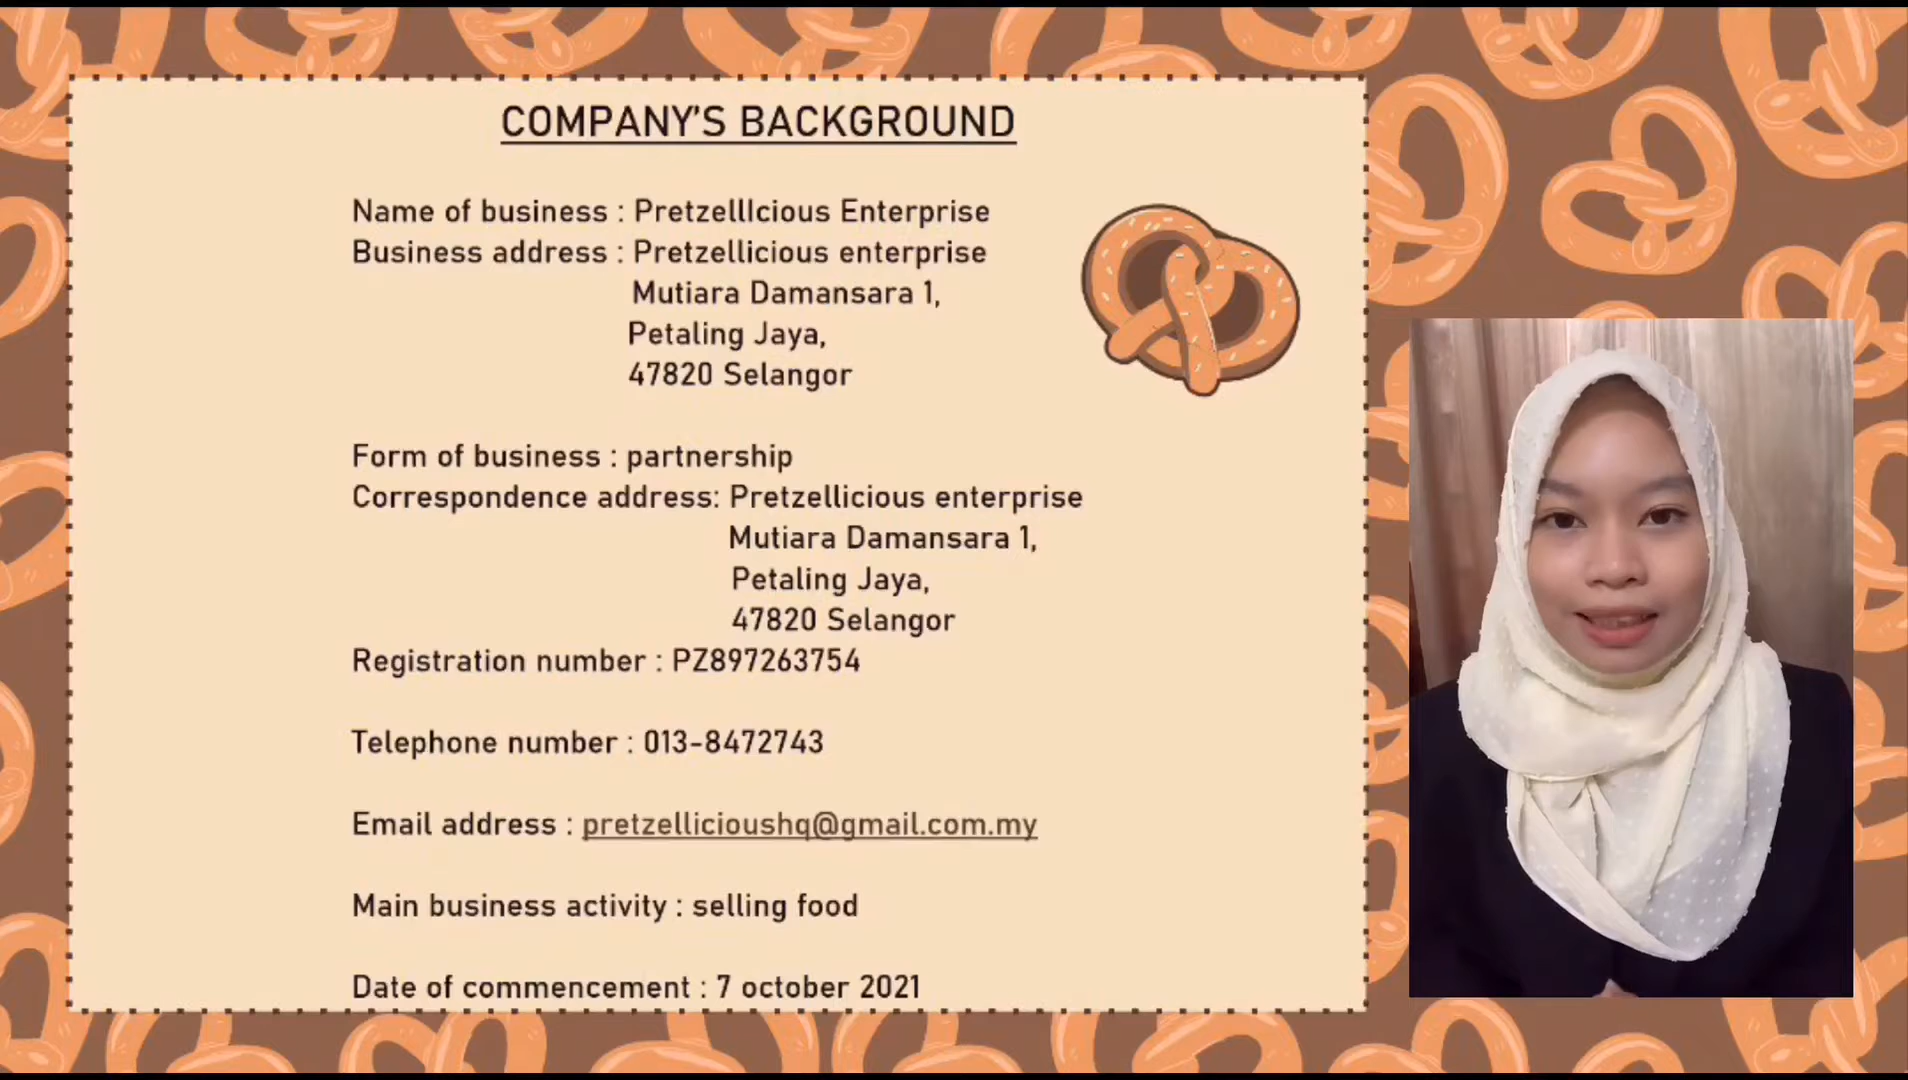 COMPANY'S BACKGROUND
Name of business : PretzellIcious Enterprise
Business address : Pretzellicious enterprise
Mutiara Damansara 1,
Petaling Jaya,
47820 Selangor
Form of business : partnership
Correspondence address: Pretzellicious enterprise
Mutiara Damansara 1,
Petaling Jaya,
47820 Selangor
Registration number : PZ897263754
Telephone number : 013-8472743
Email address : pretzellicioushq@gmail.com.my
Main business activity : selling food
Date of commencement : 7 october 2021